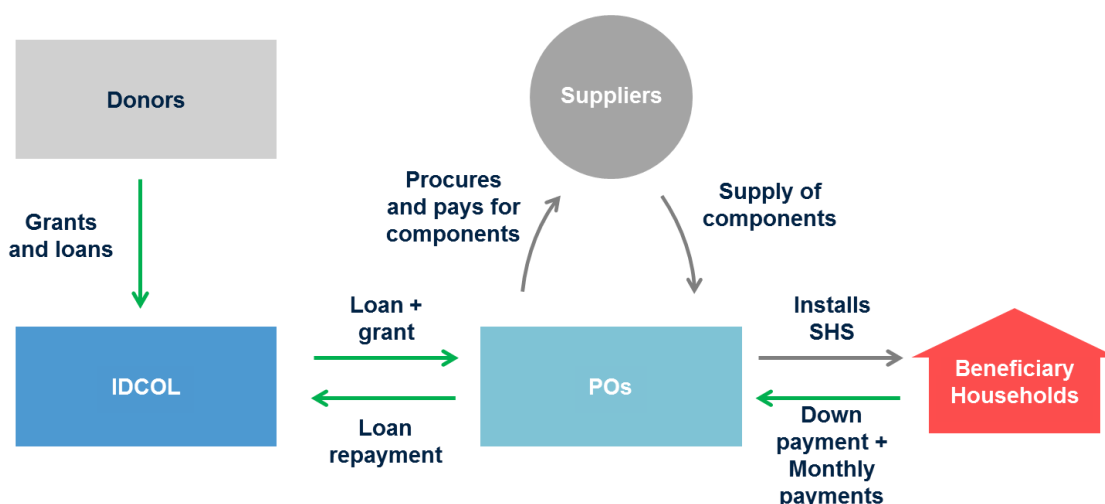 Donors
Suppliers
Grants
and loans
Procures
and pays for
components
Supply of
components
Loan +
grant
Installs
SHS
IDCOL
POs
Beneficiary
Households
Loan
repayment
Down
payment +
Monthly
payments